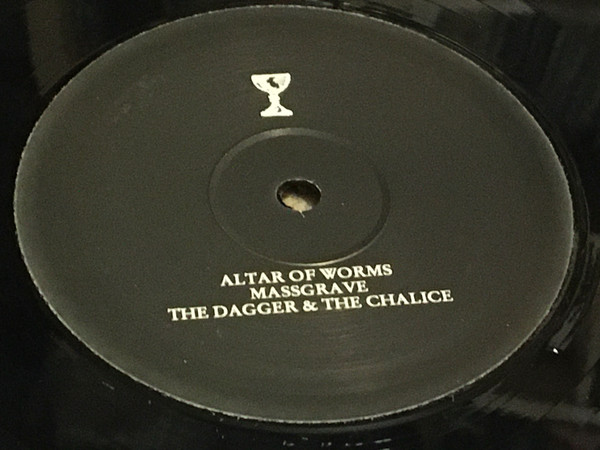 ALTAR OF WORMS
MASSGRAVE
THE DAGGER & THE CHALICE